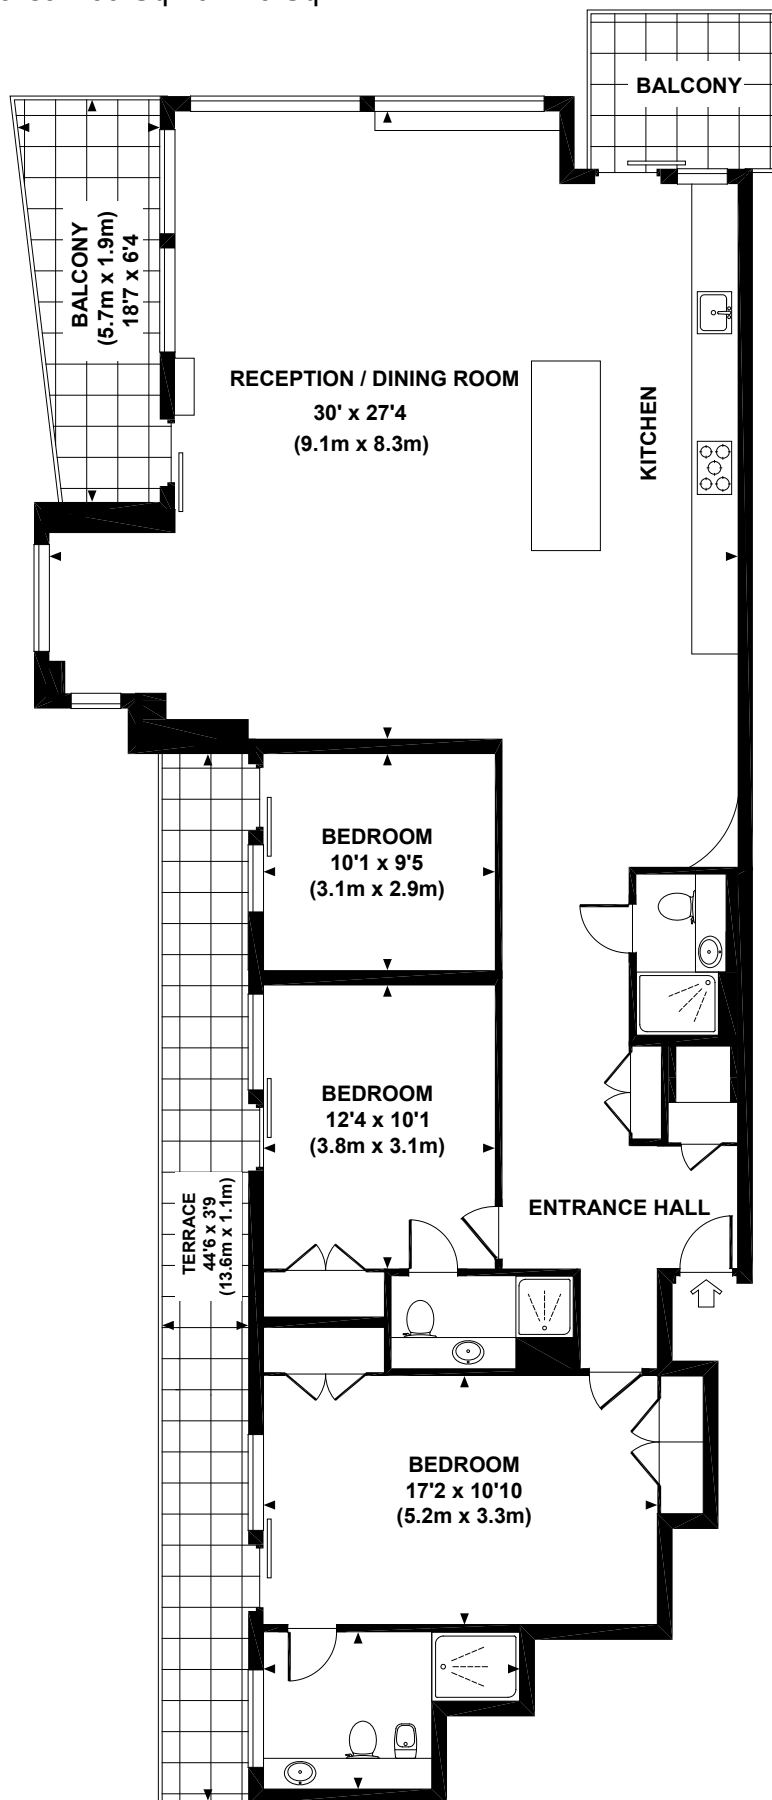 BALCONY
BALCONY
(5.7m x 1.9m)
18'7 x 6'4
RECEPTION / DINING ROOM
30' x 27'4
(9.1m x 8.3m)
KITCHEN
BEDROOM
10'1 x 9'5
(3.1m x 2.9m)
BEDROOM
12'4 x 10'1
(3.8m x 3.1m)
TERRACE
44'6 x 3'9
(13.6m x 1.1m)
ENTRANCE HALL
BEDROOM
17'2 x 10'10
(5.2m x 3.3m)